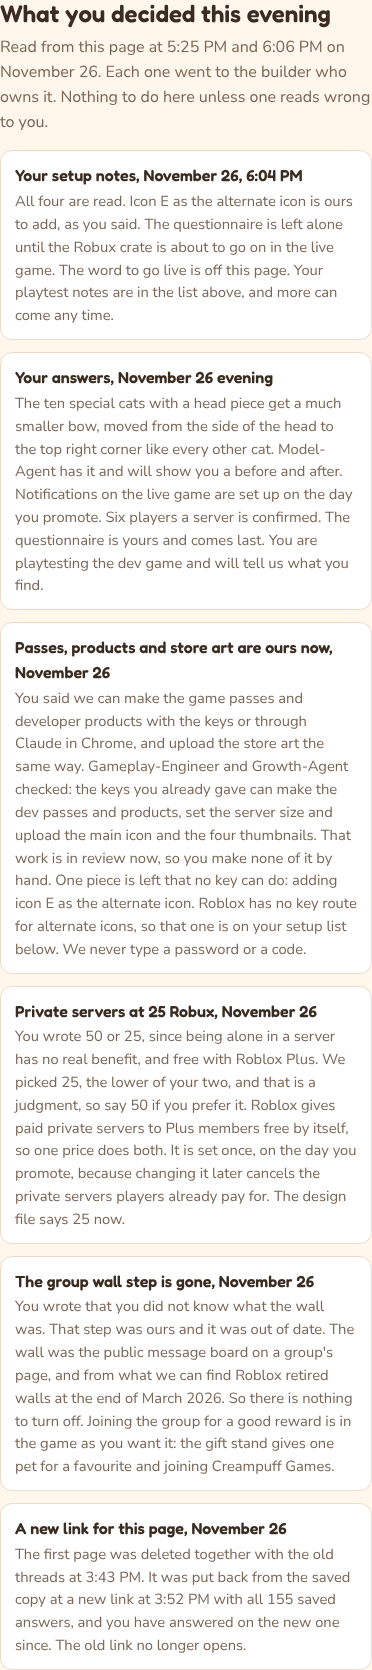 What you decided this evening
Read from this page at 5:25 PM and 6:06 PM on
November 26. Each one went to the builder who
owns it. Nothing to do here unless one reads wrong
to you.
Your setup notes, November 26, 6:04 PM
All four are read. Icon E as the alternate icon is ours
to add, as you said. The questionnaire is left alone
until the Robux crate is about to go on in the live
game. The word to go live is off this page. Your
playtest notes are in the list above, and more can
come any time.
Your answers, November 26 evening
The ten special cats with a head piece get a much
smaller bow, moved from the side of the head to
the top right corner like every other cat. Model-
Agent has it and will show you a before and after.
Notifications on the live game are set up on the day
you promote. Six players a server is confirmed. The
questionnaire is yours and comes last. You are
playtesting the dev game and will tell us what you
find.
Passes, products and store art are ours now,
November 26
You said we can make the game passes and
developer products with the keys or through
Claude in Chrome, and upload the store art the
same way. Gameplay-Engineer and Growth-Agent
checked: the keys you already gave can make the
dev passes and products, set the server size and
upload the main icon and the four thumbnails. That
work is in review now, so you make none of it by
hand. One piece is left that no key can do: adding
icon E as the alternate icon. Roblox has no key route
for alternate icons, so that one is on your setup list
below. We never type a password or a code.
Private servers at 25 Robux, November 26
You wrote 50 or 25, since being alone in a server
has no real benefit, and free with Roblox Plus. We
picked 25, the lower of your two, and that is a
judgment, so say 50 if you prefer it. Roblox gives
paid private servers to Plus members free by itself,
so one price does both. It is set once, on the day you
promote, because changing it later cancels the
private servers players already pay for. The design
file says 25 now.
The group wall step is gone, November 26
You wrote that you did not know what the wall
was. That step was ours and it was out of date. The
wall was the public message board on a group's
page, and from what we can find Roblox retired
walls at the end of March 2026. So there is nothing
to turn off. Joining the group for a good reward is in
the game as you want it: the gift stand gives one
pet for a favourite and joining Creampuff Games.
A new link for this page, November 26
The first page was deleted together with the old
threads at 3:43 PM. It was put back from the saved
copy at a new link at 3:52 PM with all 155 saved
answers, and you have answered on the new one
since. The old link no longer opens.